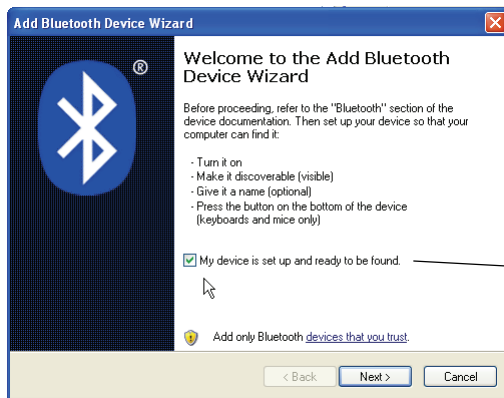 Add Bluetooth Device Wizard
®
Welcome to the Add Bluetooth
Device Wizard
Before proceeding, refer to the "Bluetooth" section of the
device documentation. Then set up your device so that your
computer can find it:
- Turn it on
- Make it discoverable (visible)
- Give it a name (optional)
- Press the button on the bottom of the device
(keyboards and mice only)
My device is set up and ready to be found.
Add only Bluetooth devices that you trust.
< Back Next > Cancel